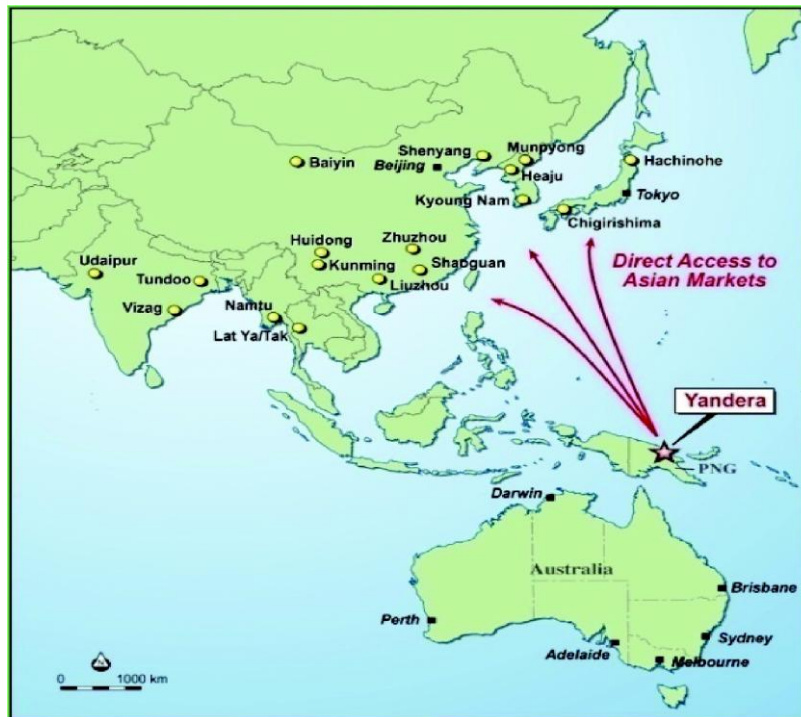 Shenyang
Munpyong
Baiyin
Beijing
Hachinohe
Heaju
Kyoung Nam
Tokyo
Chigirishima
Huidong
Zhuzhou
Direct Access to
Asian Markets
Udaipur
Kunming
Shaoguan
Tundoo
Liuzhou
Vizag
Namtu
Lat Ya/Tak
Yandera
PNG
Darwin
Australia
Brisbane
Perth
Sydney
Adelaide
Melbourne
0 1000 km